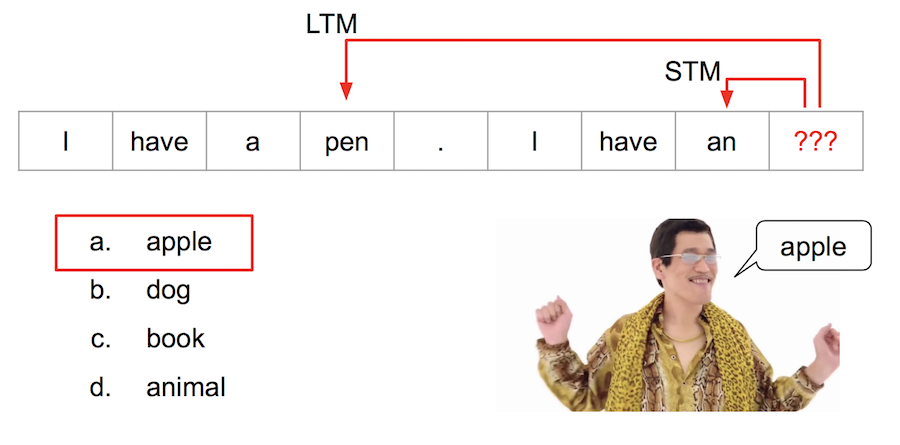 LTM
STM
I have a pen . I have an ???
a. apple
b. dog
c. book
d. animal
apple